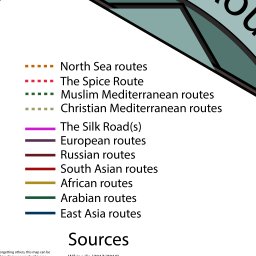 North Sea routes
The Spice Route
Muslim Mediterranean routes
Christian Mediterranean routes
The Silk Road(s)
European routes
Russian routes
South Asian routes
African routes
Arabian routes
East Asia routes
Sources